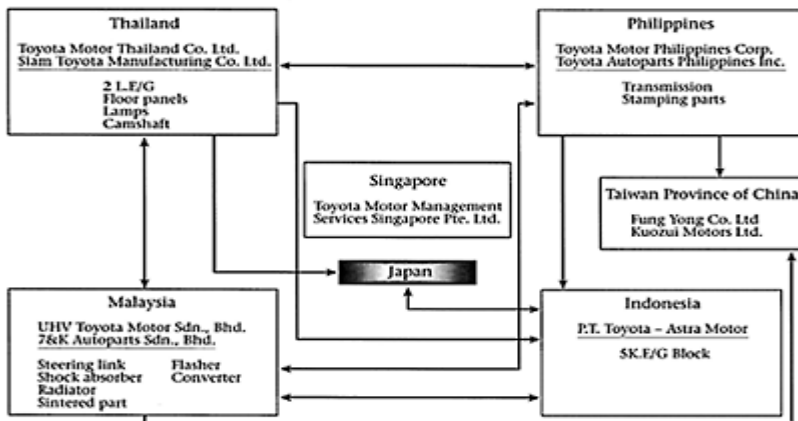 Thailand
Toyota Motor Thailand Co. Ltd.
Siam Toyota Manufacturing Co. Ltd.
2 L.E/G
Floor panels
Lamps
Camshaft
Philippines
Toyota Motor Philippines Corp.
Toyota Autoparts Philippines Inc.
Transmission
Stamping parts
Singapore
Toyota Motor Management
Services Singapore Pte. Ltd.
Taiwan Province of China
Fung Yong Co. Ltd
Kuozui Motors Ltd.
Japan
Malaysia
UHV Toyota Motor Sdn., Bhd.
7&K Autoparts Sdn., Bhd.
Steering link Flasher
Shock absorber Converter
Radiator
Sintered part
Indonesia
P.T. Toyota – Astra Motor
5K.E/G Block